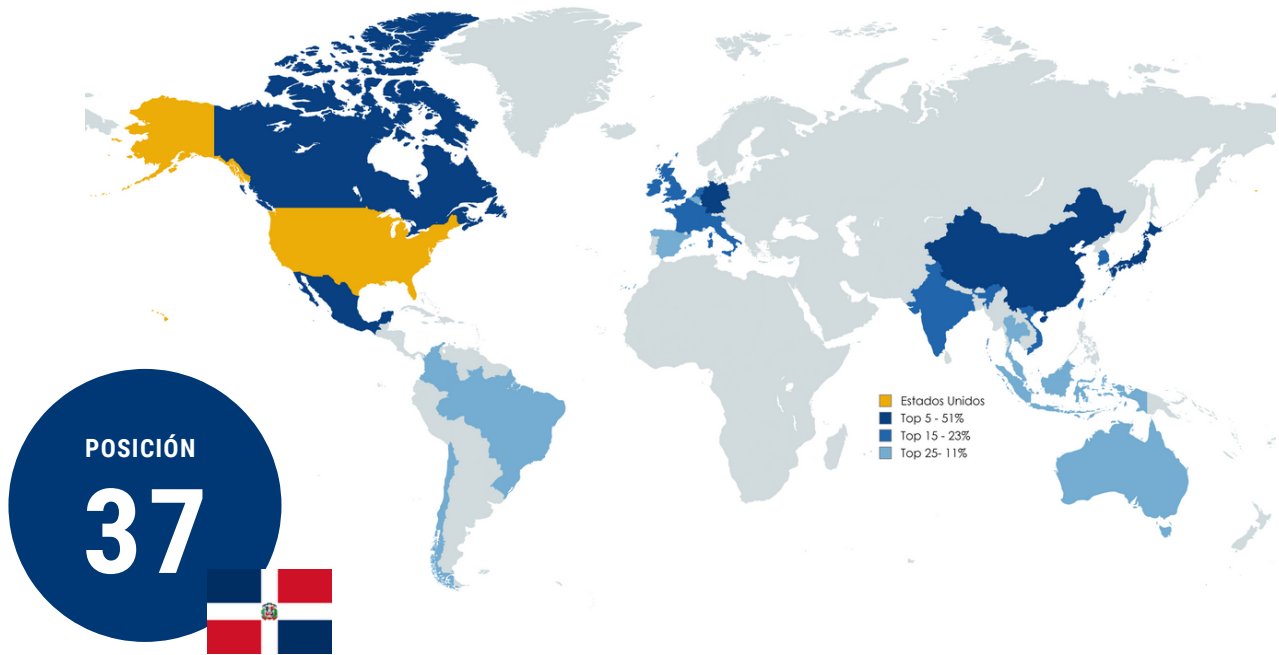 Estados Unidos
Top 5 - 51%
Top 15 - 23%
Top 25- 11%
POSICIÓN
37